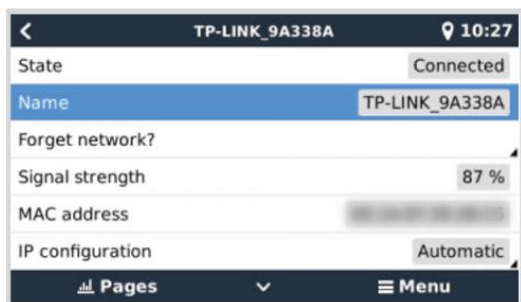 TP-LINK_9A338A 10:27
State Connected
Name TP-LINK_9A338A
Forget network?
Signal strength 87 %
MAC address
IP configuration Automatic
Pages Menu